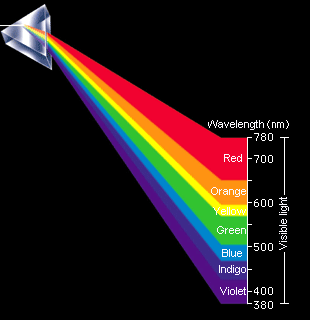 Wavelength (nm)
780
Red
700
Orange
600
Yellow
Green
Visible light
500
Blue
Indigo
Violet
400
380